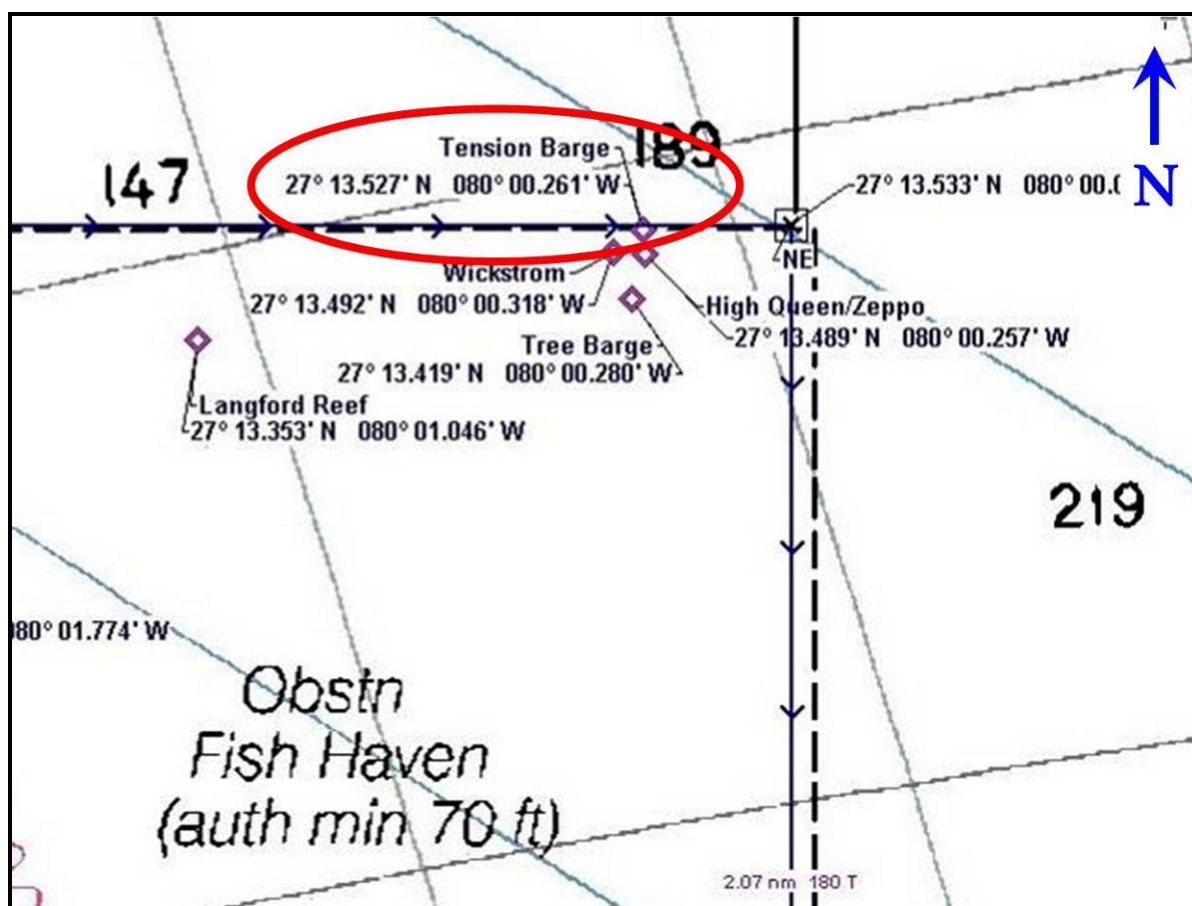 189
Tension Barge
147
27° 13.527' N 080° 00.261' W
27° 13.533' N
N
NE
Wickstrom
27° 13.492' N 080° 00.318' W
High Queen/Zeppo
27° 13.489' N 080° 00.257' W
Tree Barge
27° 13.419' N 080° 00.280' W
Langford Reef
27° 13.353' N 080° 01.046' W
219
80° 01.774' W
Obstn
Fish Haven
(auth min 70 ft)
2.07 nm 180 T